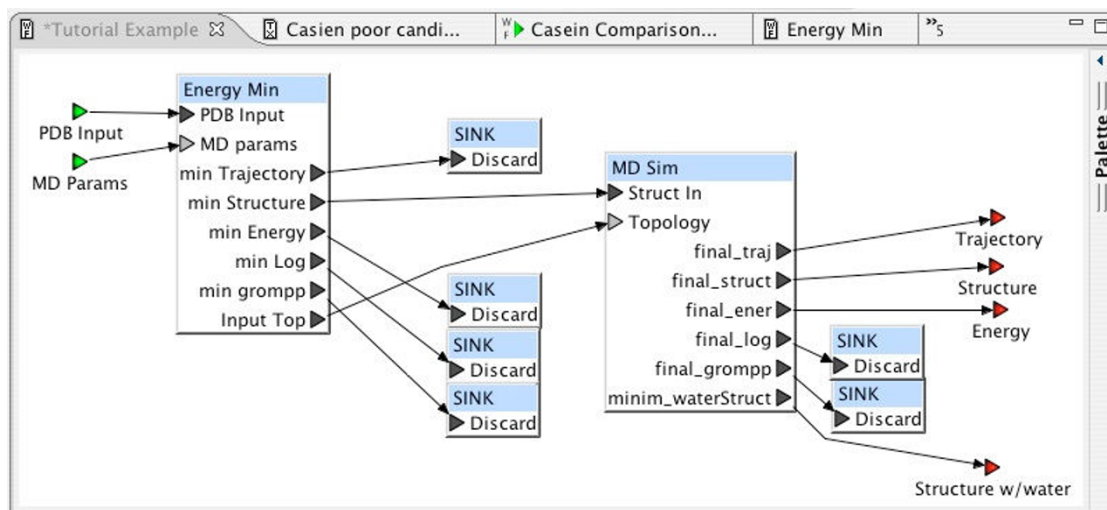 *Tutorial Example
Casien poor candi...
Casein Comparison...
Energy Min
»5
Palette
PDB Input
MD Params
Energy Min
PDB Input
MD params
min Trajectory
min Structure
min Energy
min Log
min grompp
Input Top
SINK
Discard
SINK
Discard
SINK
Discard
SINK
Discard
MD Sim
Struct In
Topology
final_traj
final_struct
final_ener
final_log
final_grompp
minim_waterStruct
SINK
Discard
SINK
Discard
Trajectory
Structure
Energy
Structure w/water